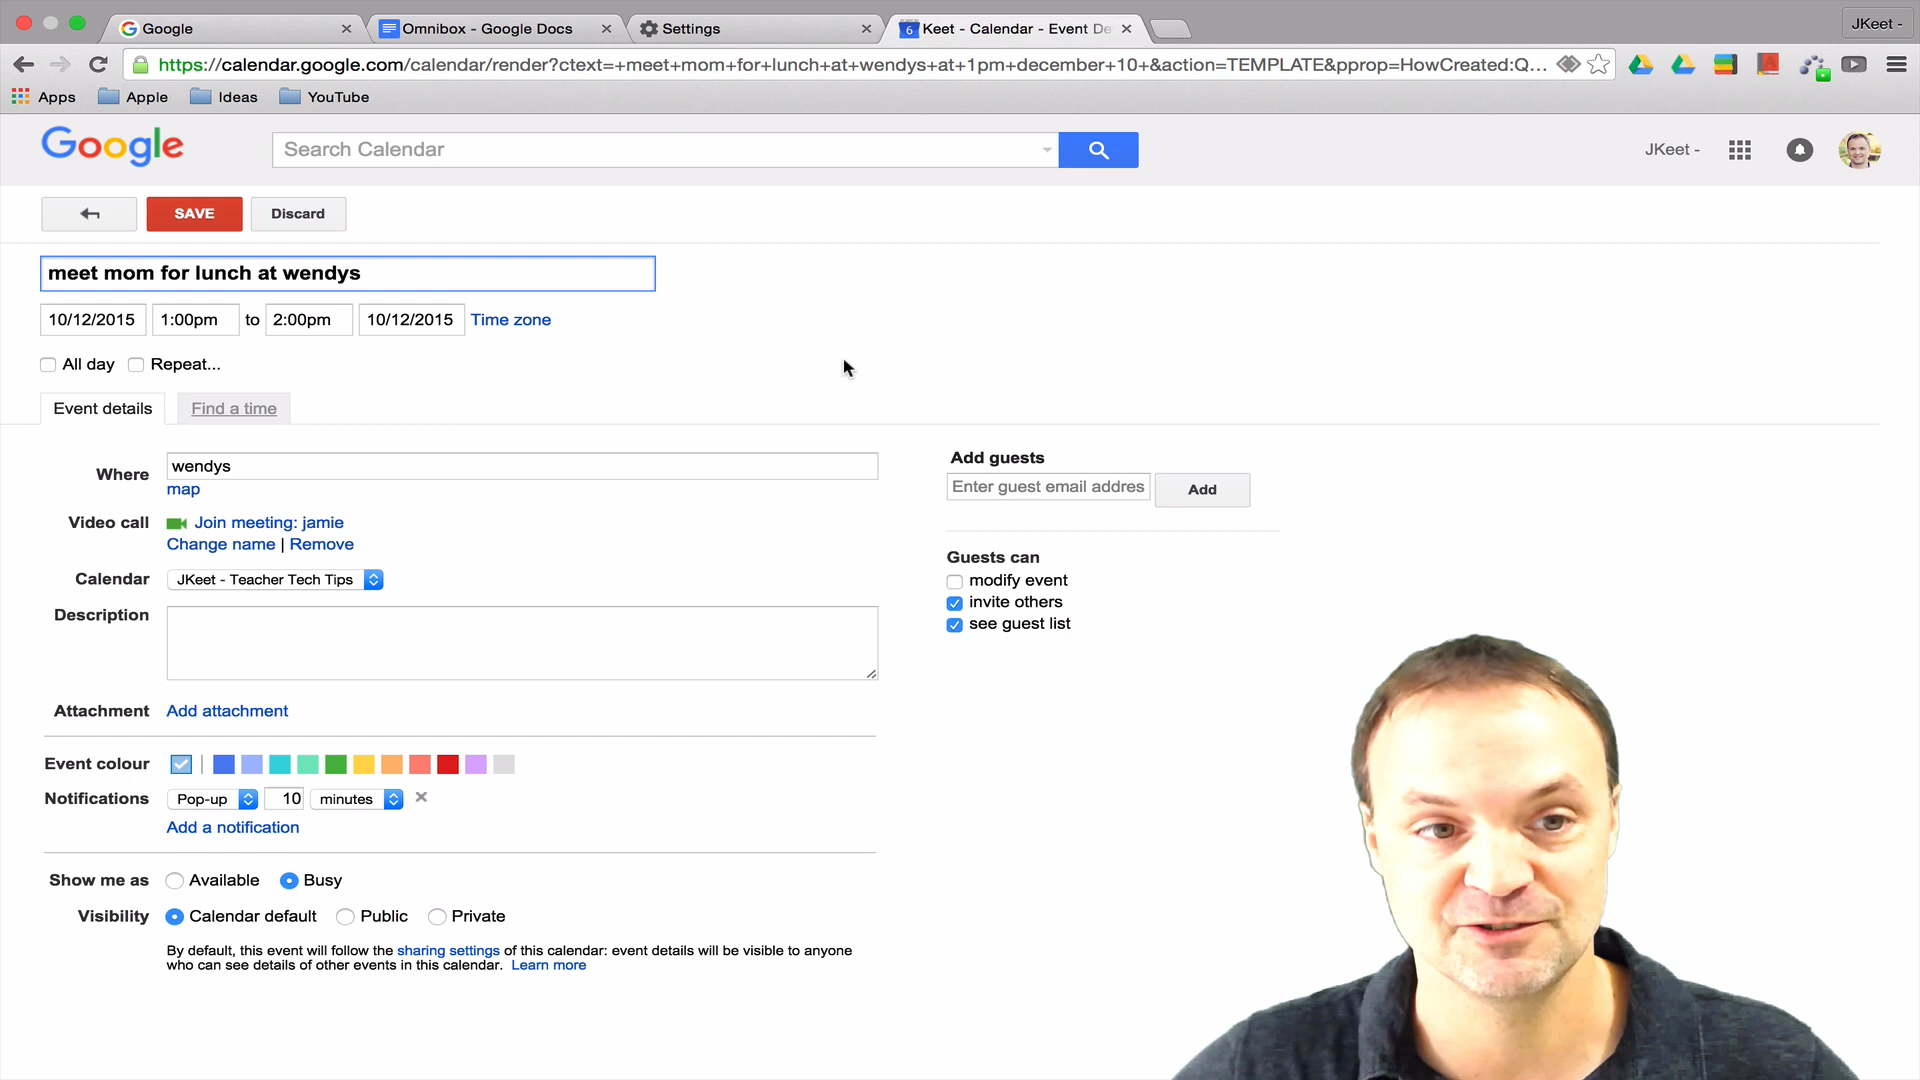 Google
Omnibox - Google Docs
Settings
Keet - Calendar - Event De
JKeet -
https://calendar.google.com/calendar/render?ctext=+meet+mom+for+lunch+at+wendys+at+1pm+december+10+&action=TEMPLATE&pprop=HowCreated:Q...
Apps
Apple
Ideas
YouTube
Google
Search Calendar
JKeet -
SAVE
Discard
meet mom for lunch at wendys
10/12/2015 1:00pm to 2:00pm 10/12/2015 Time zone
All day Repeat...
Event details
Find a time
Where wendys
map
Video call Join meeting: jamie
Change name | Remove
Calendar JKeet - Teacher Tech Tips
Description
Attachment Add attachment
Event colour
Notifications Pop-up 10 minutes
Add a notification
Show me as Available Busy
Visibility Calendar default Public Private
By default, this event will follow the sharing settings of this calendar: event details will be visible to anyone
who can see details of other events in this calendar. Learn more
Add guests
Enter guest email addres
Add
Guests can
modify event
invite others
see guest list